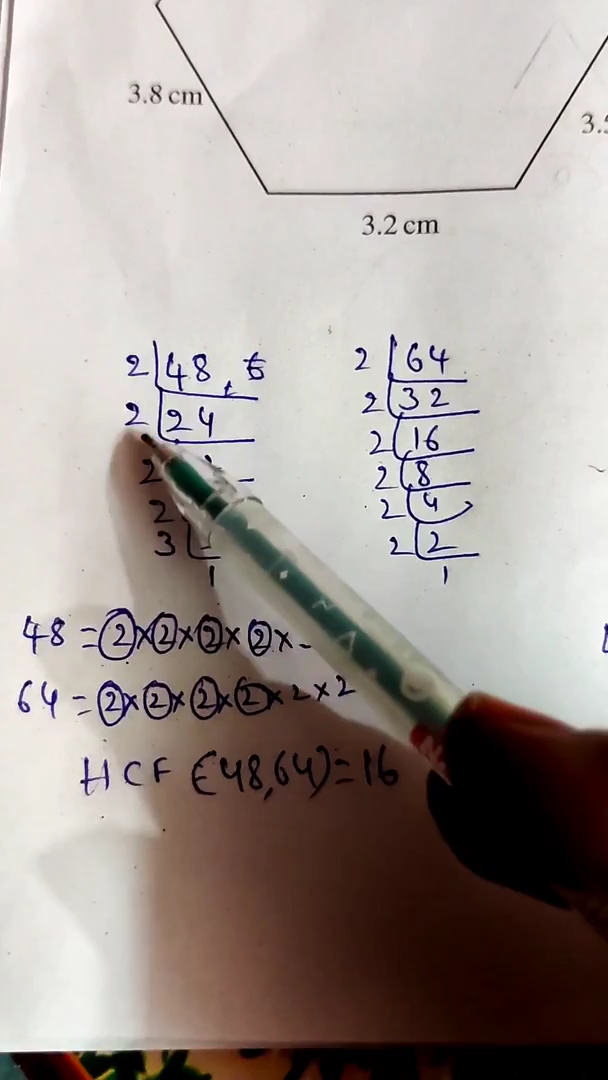 3.8 cm
3.2 cm
2 48
2 24
2
2
3
1
2 64
2 32
2 16
2 8
2 4
2 2
1
48 = 2 × 2 × 2 × 2 ×
64 = 2 × 2 × 2 × 2 × 2 × 2
HCF (48,64) = 16